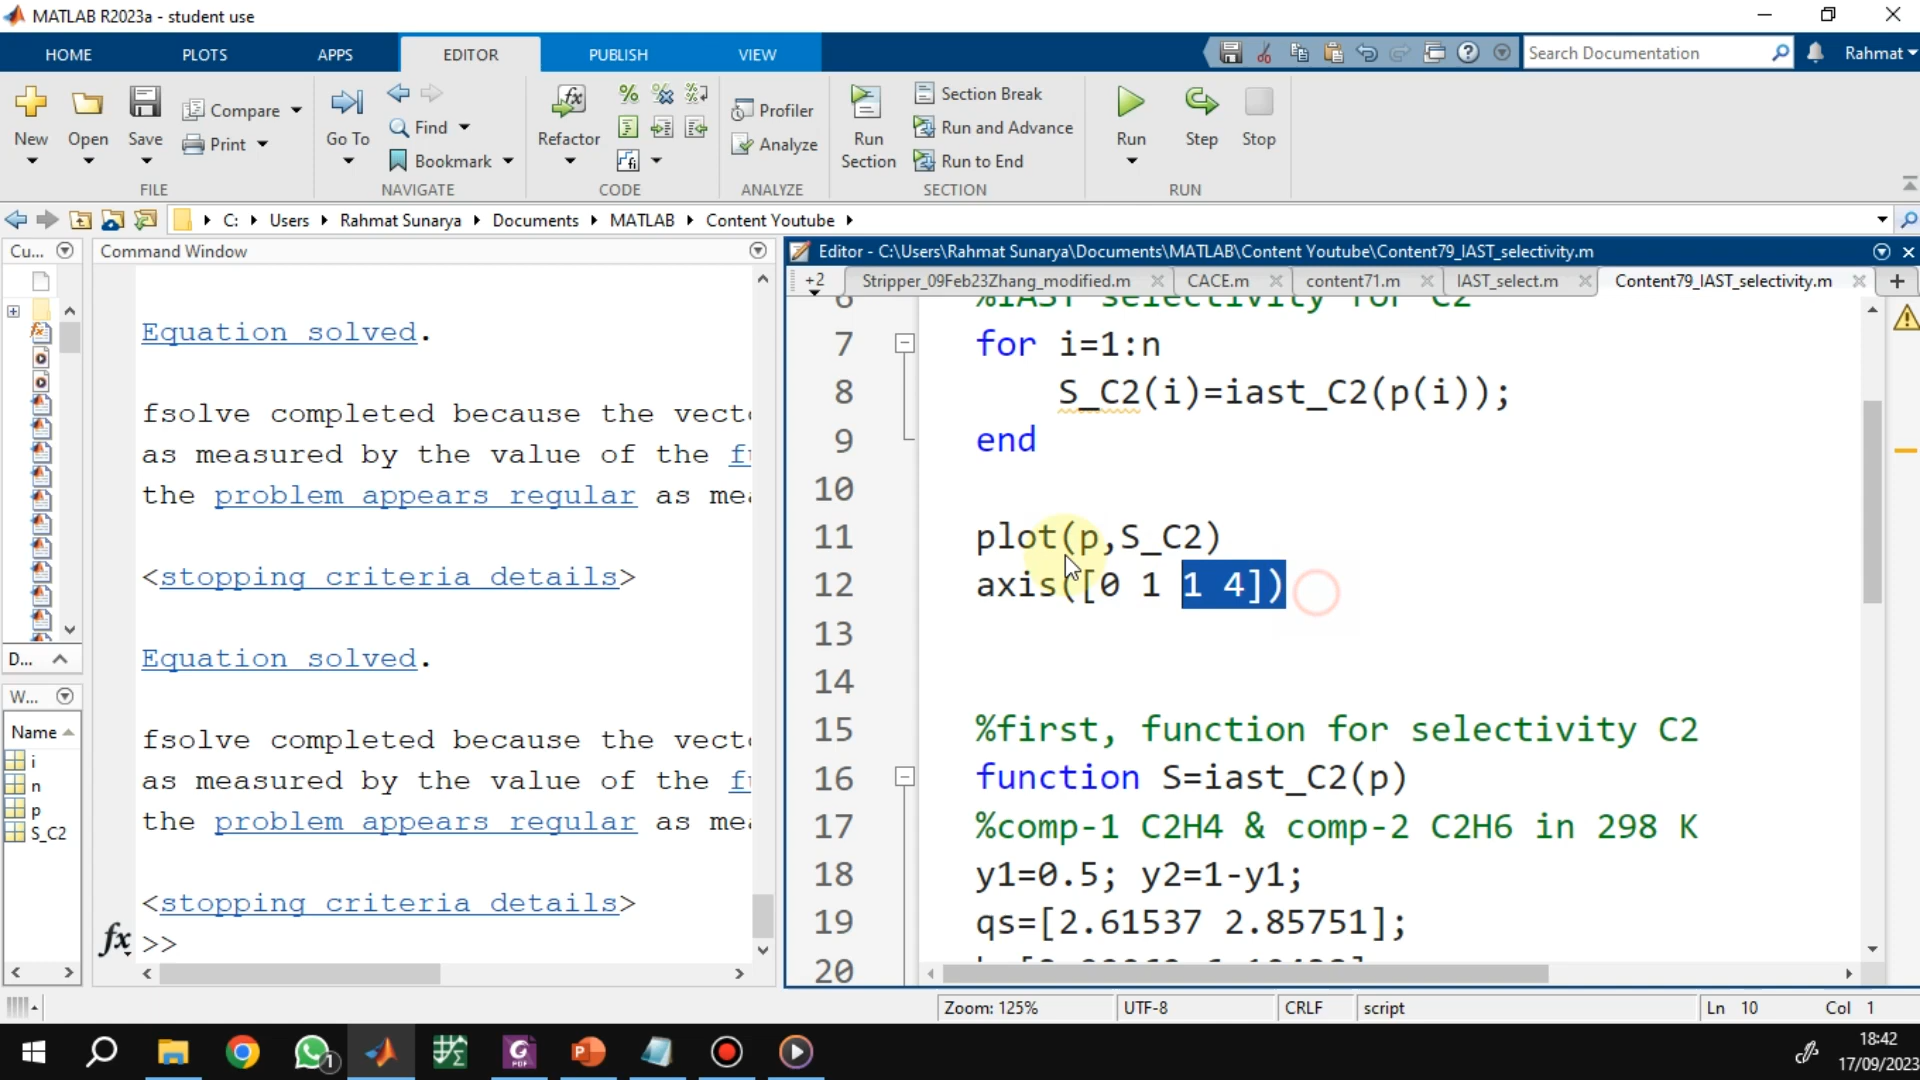 MATLAB R2023a - student use
HOME PLOTS APPS EDITOR PUBLISH VIEW
Search Documentation
Rahmat
New Open Save Compare Print
Go To Find Bookmark
Refactor
Profiler Analyze
Run Section
Section Break
Run and Advance
Run to End
Run Step Stop
FILE NAVIGATE CODE ANALYZE SECTION RUN
C: Users Rahmat Sunarya Documents MATLAB Content Youtube
Cu...
Command Window
Editor - C:\Users\Rahmat Sunarya\Documents\MATLAB\Content Youtube\Content79_IAST_selectivity.m
+2 Stripper_09Feb23Zhang_modified.m CACE.m content71.m IAST_select.m Content79_IAST_selectivity.m
Equation solved.
fsolve completed because the vect
as measured by the value of the
the problem appears regular as
<stopping criteria details>
Equation solved.
fsolve completed because the vect
as measured by the value of the
the problem appears regular as
<stopping criteria details>
fx >>
D...
W...
Name
i
n
p
S_C2
6 %IAST selectivity for C2
7 for i=1:n
8 S_C2(i)=iast_C2(p(i));
9 end
10
11 plot(p,S_C2)
12 axis([0 1 1 4])
13
14
15 %first, function for selectivity C2
16 function S=iast_C2(p)
17 %comp-1 C2H4 & comp-2 C2H6 in 298 K
18 y1=0.5; y2=1-y1;
19 qs=[2.61537 2.85751];
20
Zoom: 125% UTF-8 CRLF script Ln 10 Col 1
1
18:42
17/09/2023